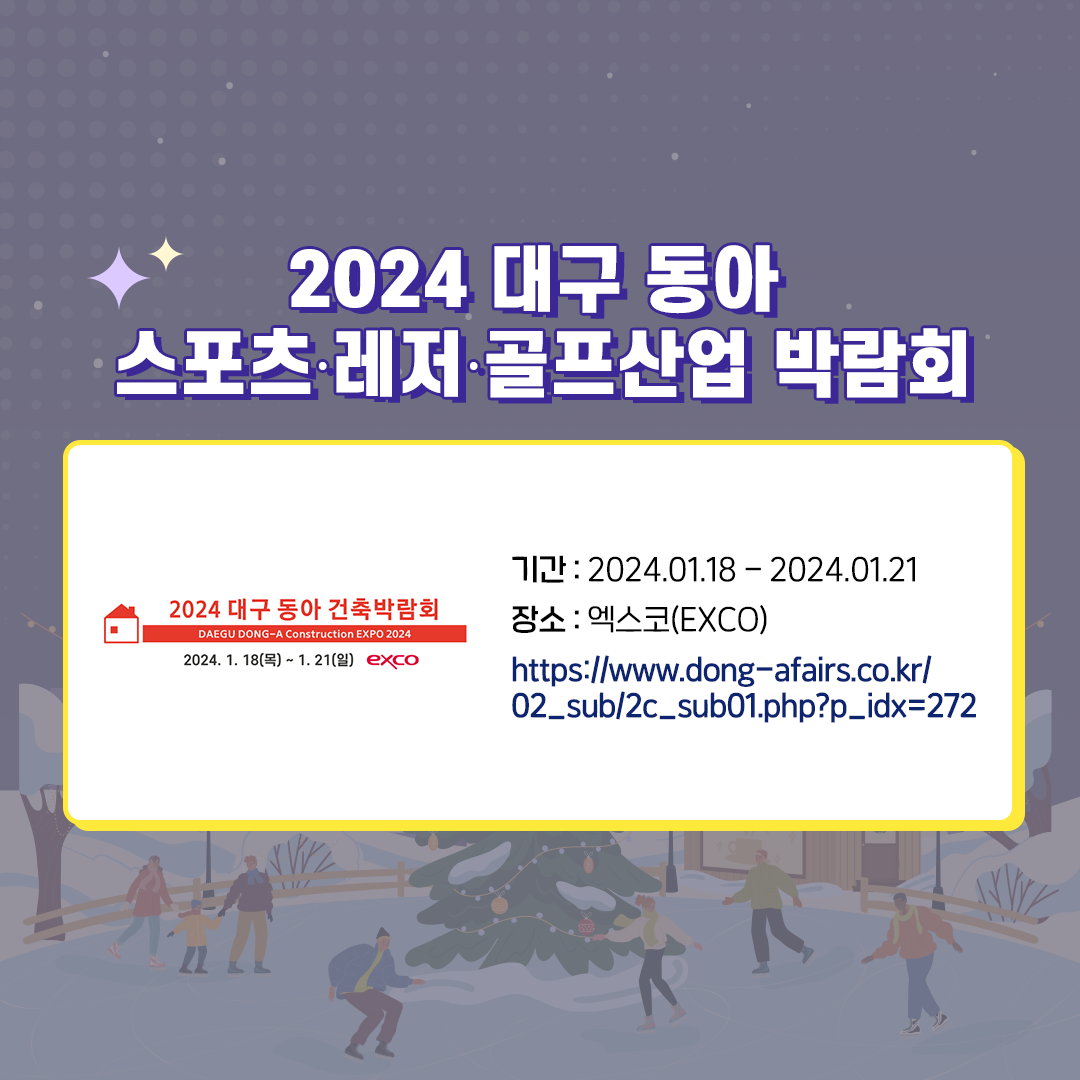 2024 대구 동아
스포츠·레저·골프산업 박람회
2024 대구 동아 건축박람회
DAEGU DONG-A Construction EXPO 2024
2024. 1. 18(목) ~ 1. 21(일) exco
기간 : 2024.01.18 - 2024.01.21
장소 : 엑스코(EXCO)
https://www.dong-afairs.co.kr/
02_sub/2c_sub01.php?p_idx=272